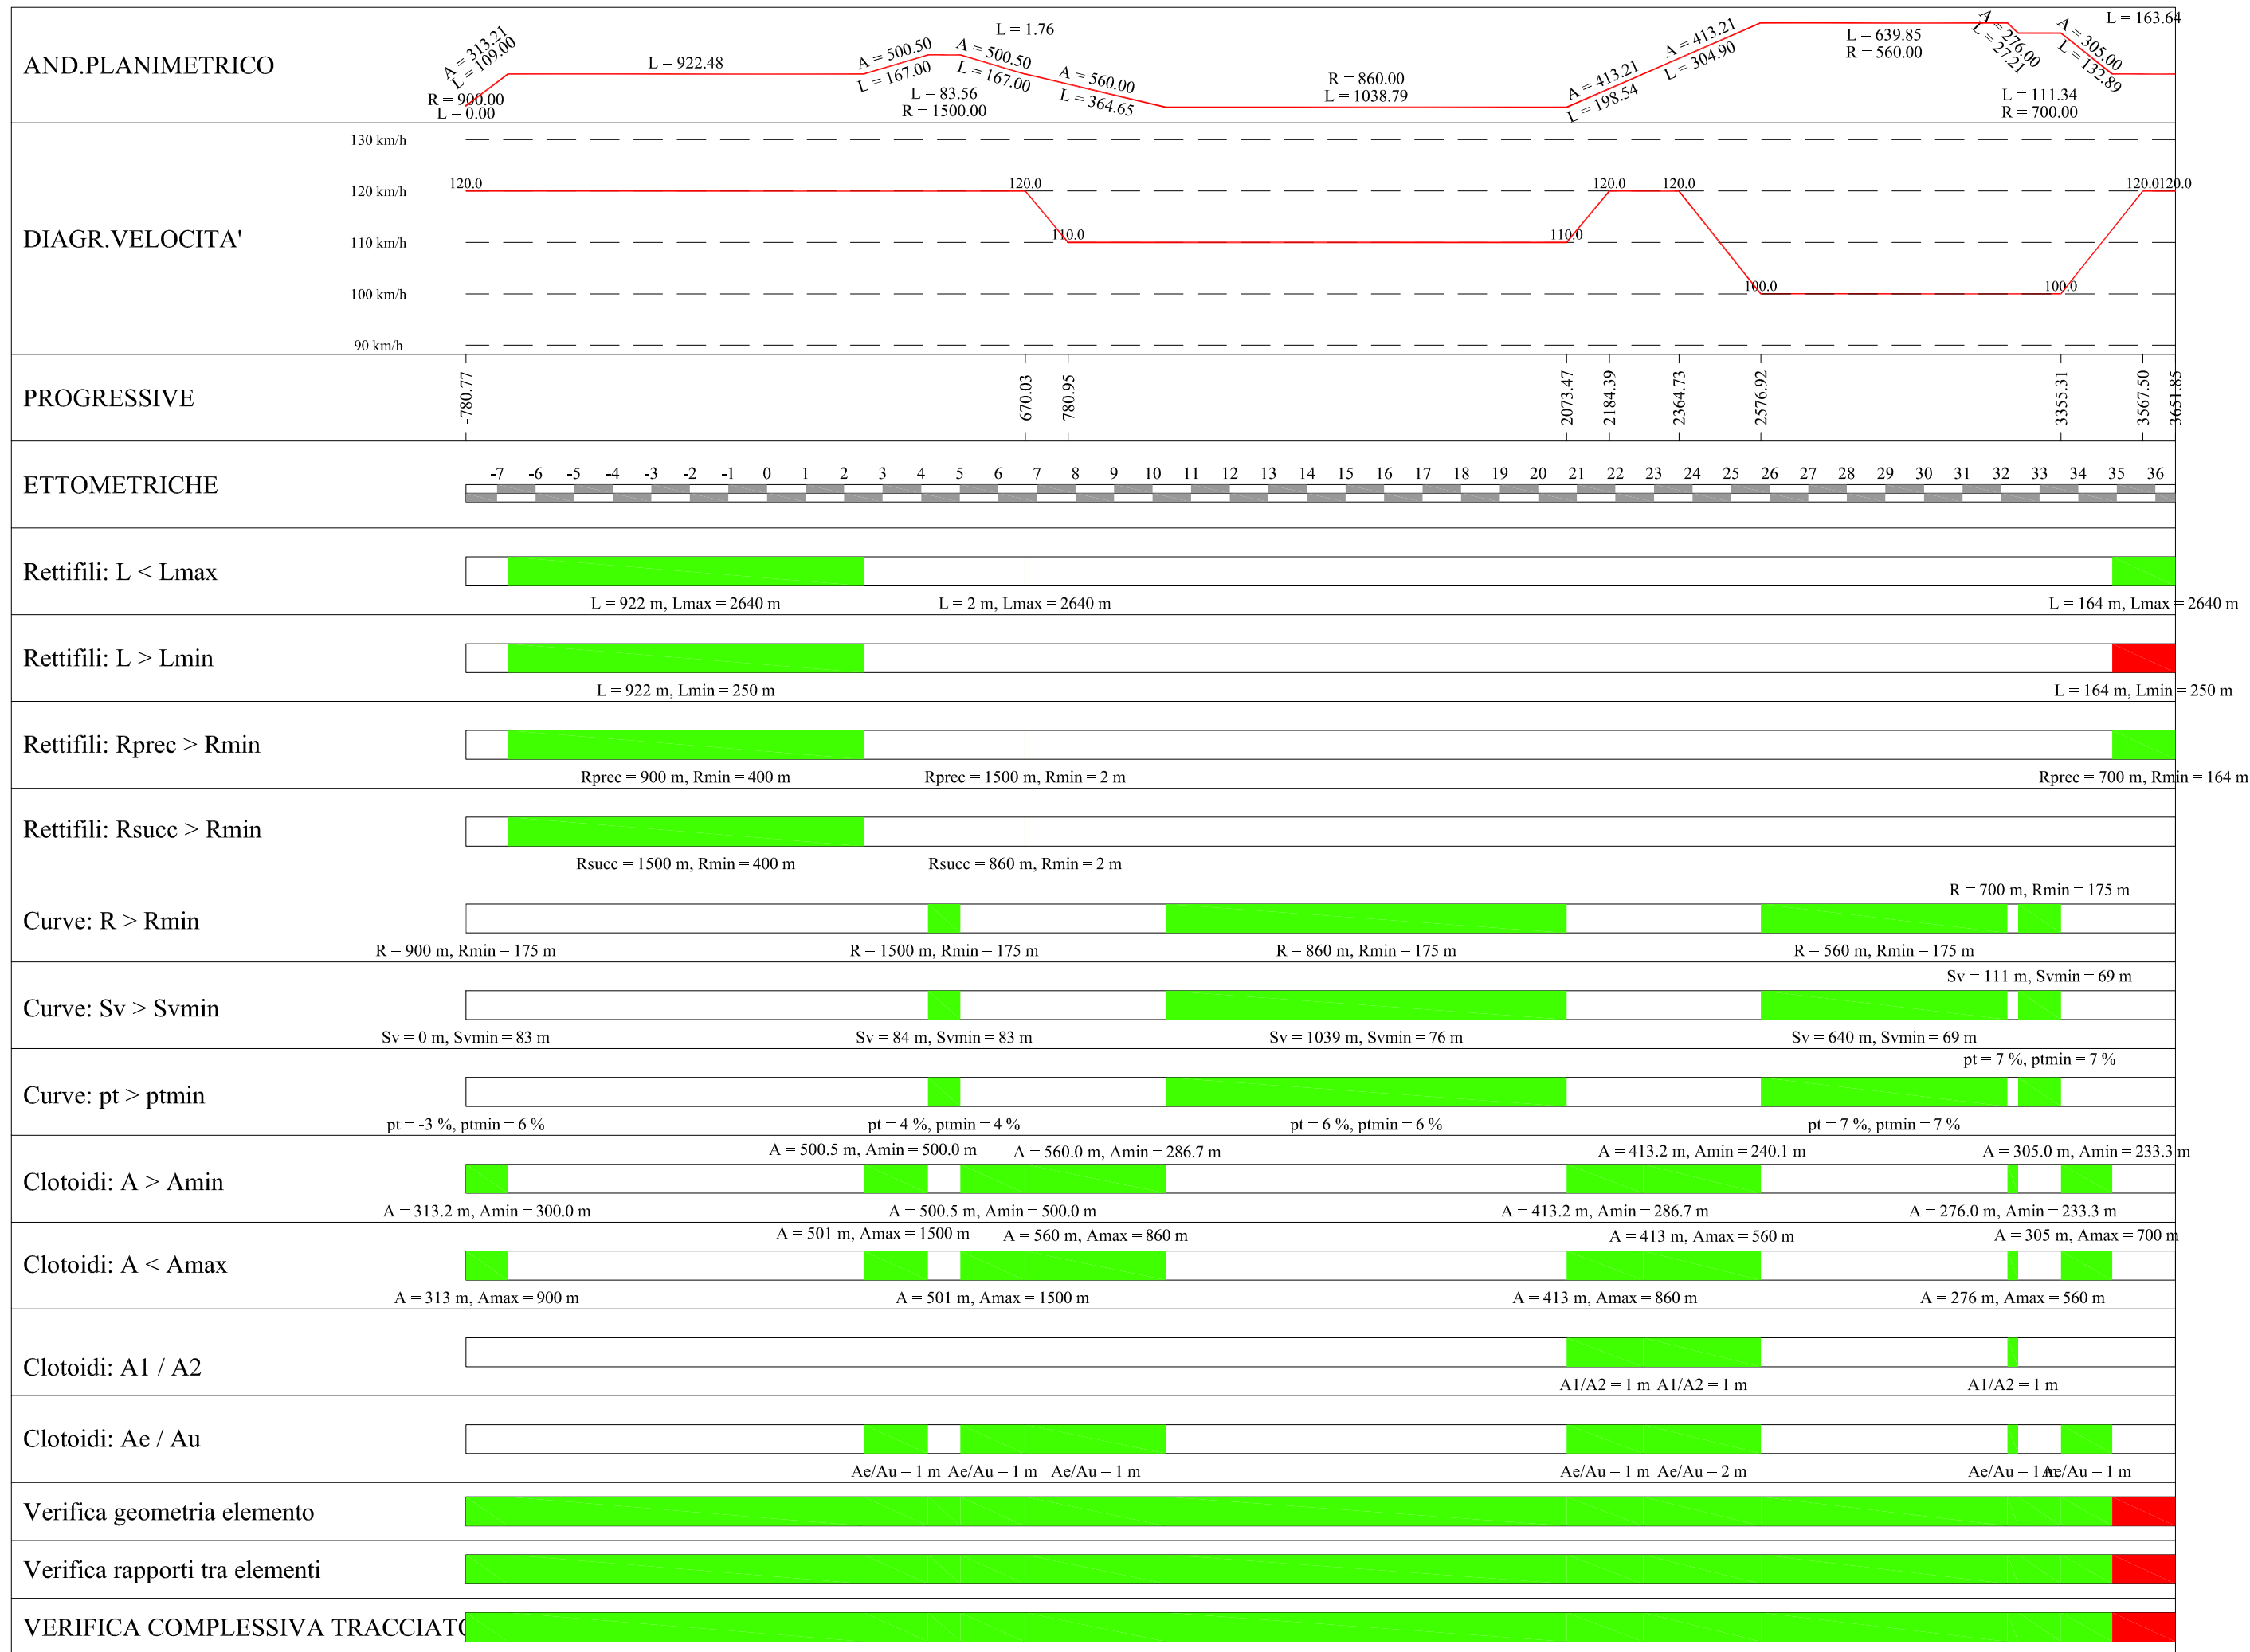 AND.PLANIMETRICO
A = 313.21
L = 109.00
R = 900.00
L = 0.00
L = 922.48
A = 500.50
L = 167.00
L = 83.56
R = 1500.00
A = 500.50
L = 167.00
L = 1.76
A = 560.00
L = 364.65
R = 860.00
L = 1038.79
A = 413.21
L = 198.54
A = 413.21
L = 304.90
L = 639.85
R = 560.00
A = 276.00
L = 27.21
L = 111.34
R = 700.00
A = 305.00
L = 132.89
L = 163.64
DIAGR.VELOCITA'
130 km/h
120 km/h
110 km/h
100 km/h
90 km/h
120.0
120.0
110.0
110.0
120.0
120.0
100.0
100.0
120.0
120.0
PROGRESSIVE
-780.77
670.03
780.95
2073.47
2184.39
2364.73
2576.92
3355.31
3567.50
3651.85
ETTOMETRICHE
-7 -6 -5 -4 -3 -2 -1 0 1 2 3 4 5 6 7 8 9 10 11 12 13 14 15 16 17 18 19 20 21 22 23 24 25 26 27 28 29 30 31 32 33 34 35 36
Rettifili: L < Lmax
L = 922 m, Lmax = 2640 m
L = 2 m, Lmax = 2640 m
L = 164 m, Lmax = 2640 m
Rettifili: L > Lmin
L = 922 m, Lmin = 250 m
L = 164 m, Lmin = 250 m
Rettifili: Rprec > Rmin
Rprec = 900 m, Rmin = 400 m
Rprec = 1500 m, Rmin = 2 m
Rprec = 700 m, Rmin = 164 m
Rettifili: Rsucc > Rmin
Rsucc = 1500 m, Rmin = 400 m
Rsucc = 860 m, Rmin = 2 m
Curve: R > Rmin
R = 700 m, Rmin = 175 m
R = 900 m, Rmin = 175 m
R = 1500 m, Rmin = 175 m
R = 860 m, Rmin = 175 m
R = 560 m, Rmin = 175 m
Curve: Sv > Svmin
Sv = 111 m, Svmin = 69 m
Sv = 0 m, Svmin = 83 m
Sv = 84 m, Svmin = 83 m
Sv = 1039 m, Svmin = 76 m
Sv = 640 m, Svmin = 69 m
Curve: pt > ptmin
pt = 7 %, ptmin = 7 %
pt = -3 %, ptmin = 6 %
pt = 4 %, ptmin = 4 %
pt = 6 %, ptmin = 6 %
pt = 7 %, ptmin = 7 %
Clotoidi: A > Amin
A = 500.5 m, Amin = 500.0 m
A = 560.0 m, Amin = 286.7 m
A = 413.2 m, Amin = 240.1 m
A = 305.0 m, Amin = 233.3 m
A = 313.2 m, Amin = 300.0 m
A = 500.5 m, Amin = 500.0 m
A = 413.2 m, Amin = 286.7 m
A = 276.0 m, Amin = 233.3 m
Clotoidi: A < Amax
A = 501 m, Amax = 1500 m
A = 560 m, Amax = 860 m
A = 413 m, Amax = 560 m
A = 305 m, Amax = 700 m
A = 313 m, Amax = 900 m
A = 501 m, Amax = 1500 m
A = 413 m, Amax = 860 m
A = 276 m, Amax = 560 m
Clotoidi: A1 / A2
A1/A2 = 1 m
A1/A2 = 1 m
A1/A2 = 1 m
Clotoidi: Ae / Au
Ae/Au = 1 m
Ae/Au = 1 m
Ae/Au = 1 m
Ae/Au = 1 m
Ae/Au = 2 m
Ae/Au = 1 m
Ae/Au = 1 m
Verifica geometria elemento
Verifica rapporti tra elementi
VERIFICA COMPLESSIVA TRACCIATO